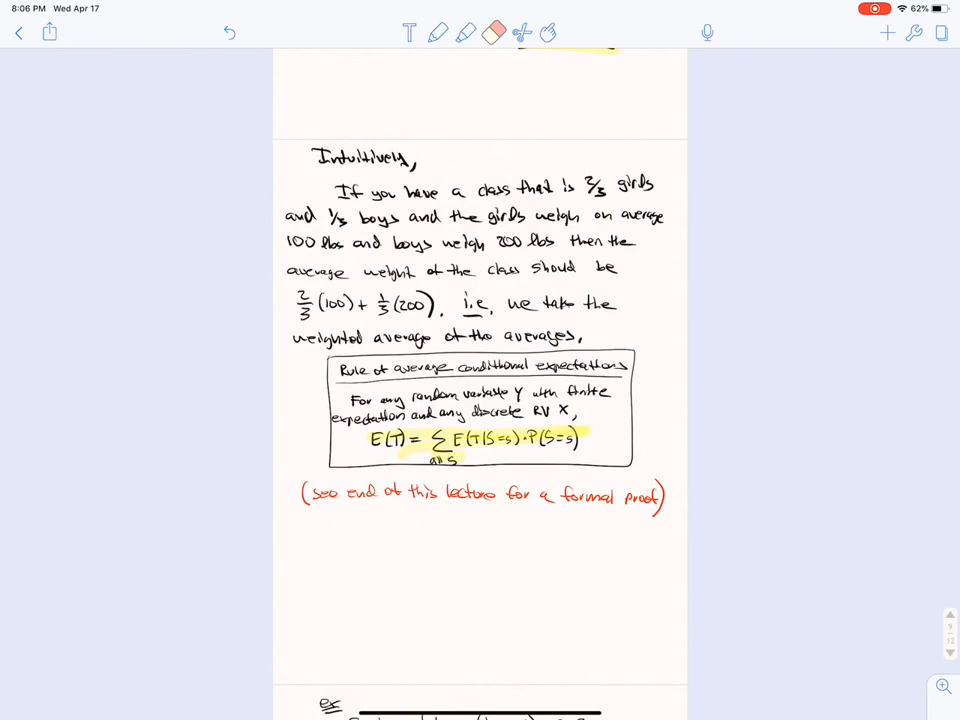 8:06 PM Wed Apr 17
62%
T
Intuitively,
If you have a class that is 2/3 girls
and 1/3 boys and the girls weigh on average
100 lbs and boys weigh 200 lbs then the
average weight of the class should be
2/3 (100) + 1/3 (200), i.e, we take the
weighted average of the averages.
Rule of average conditional expectations
For any random variable Y with finite
expectation and any discrete RV X,
E(T) = ∑ E(T|S=s)·P(S=s)
all s
(see end of this lecture for a formal proof)
9
12
ex